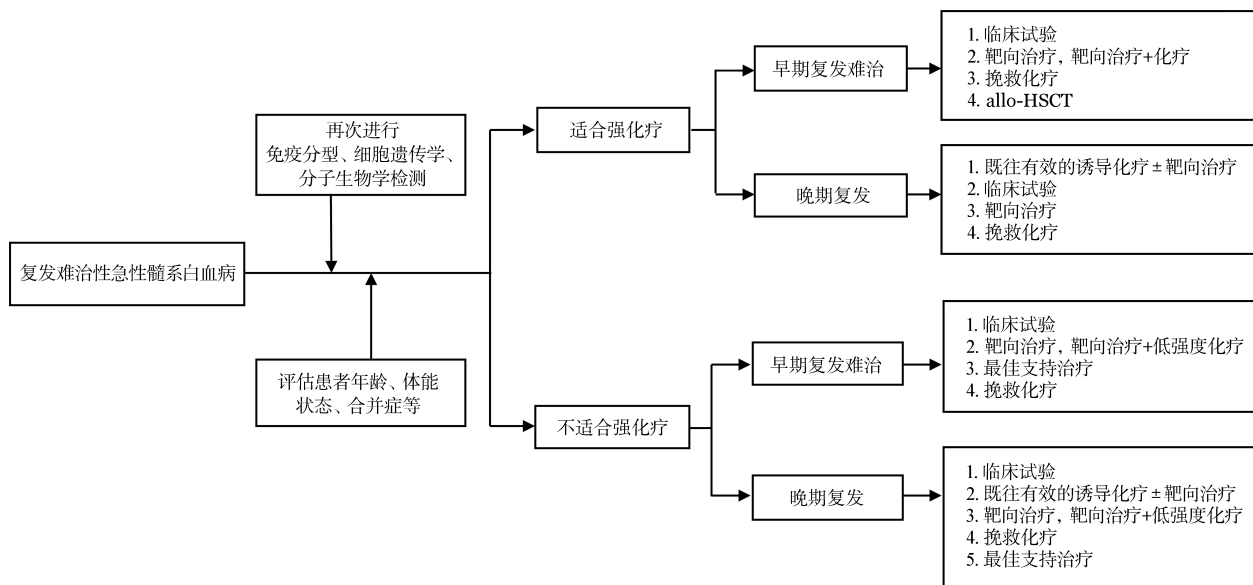 复发难治性急性髓系白血病
再次进行
免疫分型、细胞遗传学、
分子生物学检测
评估患者年龄、体能
状态、合并症等
适合强化疗
早期复发难治
1. 临床试验
2. 靶向治疗, 靶向治疗+化疗
3. 挽救化疗
4. allo-HSCT
晚期复发
1. 既往有效的诱导化疗±靶向治疗
2. 临床试验
3. 靶向治疗
4. 挽救化疗
不适合强化疗
早期复发难治
1. 临床试验
2. 靶向治疗, 靶向治疗+低强度化疗
3. 最佳支持治疗
4. 挽救化疗
晚期复发
1. 临床试验
2. 既往有效的诱导化疗±靶向治疗
3. 靶向治疗, 靶向治疗+低强度化疗
4. 挽救化疗
5. 最佳支持治疗